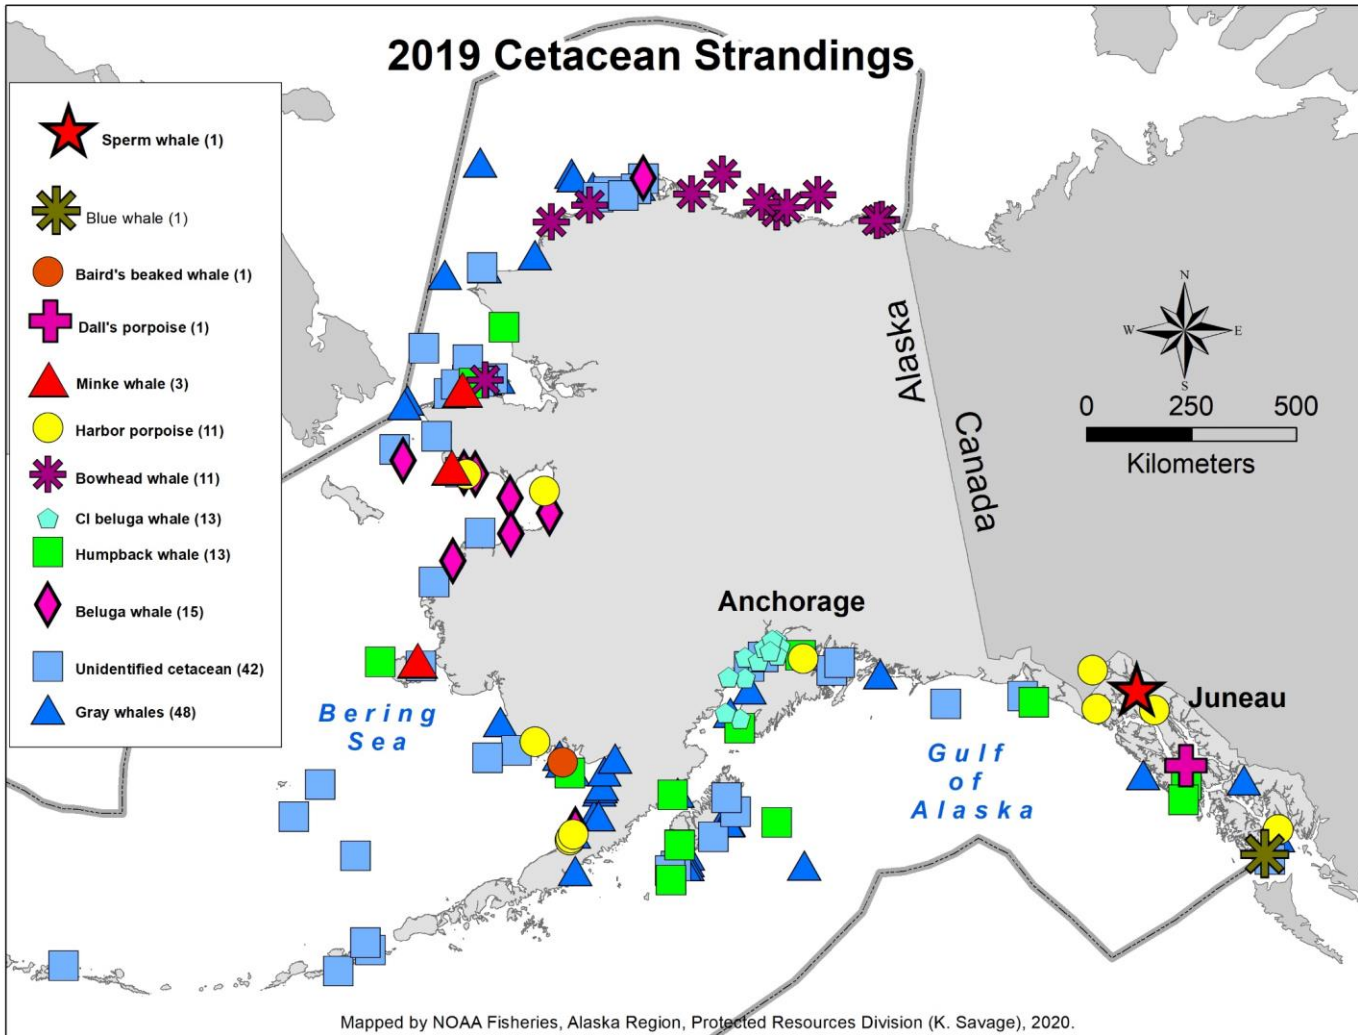 2019 Cetacean Strandings
Sperm whale (1)
Blue whale (1)
Baird's beaked whale (1)
Dall's porpoise (1)
Minke whale (3)
Harbor porpoise (11)
Bowhead whale (11)
CI beluga whale (13)
Humpback whale (13)
Beluga whale (15)
Unidentified cetacean (42)
Gray whales (48)
Alaska
Canada
N
W
E
S
0 250 500
Kilometers
Anchorage
Juneau
Bering
Sea
Gulf
of
Alaska
Mapped by NOAA Fisheries, Alaska Region, Protected Resources Division (K. Savage), 2020.